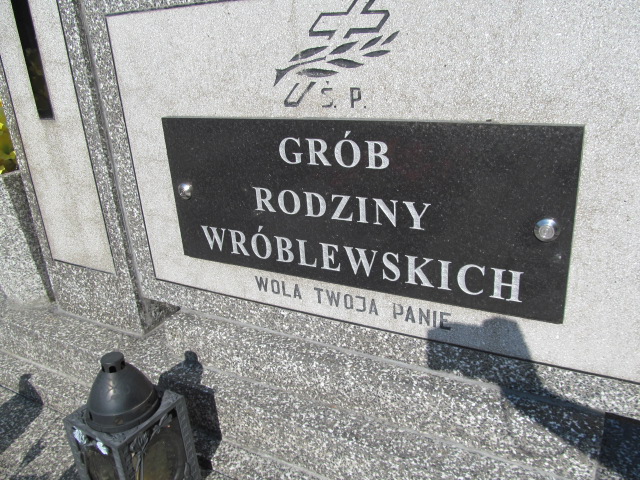 Ś. P.
GRÓB
RODZINY
WRÓBLEWSKICH
WOLA TWOJA PANIE